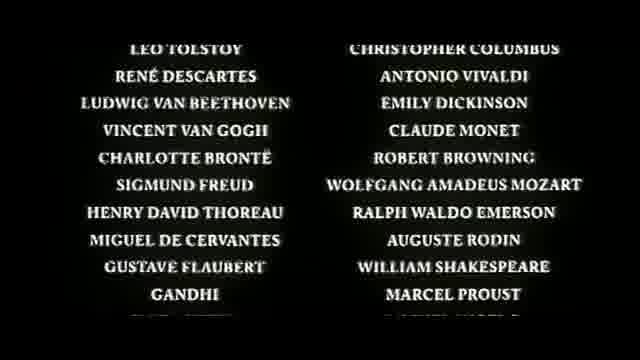 LEO TOLSTOY CHRISTOPHER COLUMBUS
RENÉ DESCARTES ANTONIO VIVALDI
LUDWIG VAN BEETHOVEN EMILY DICKINSON
VINCENT VAN GOGH CLAUDE MONET
CHARLOTTE BRONTË ROBERT BROWNING
SIGMUND FREUD WOLFGANG AMADEUS MOZART
HENRY DAVID THOREAU RALPH WALDO EMERSON
MIGUEL DE CERVANTES AUGUSTE RODIN
GUSTAVE FLAUBERT WILLIAM SHAKESPEARE
GANDHI MARCEL PROUST